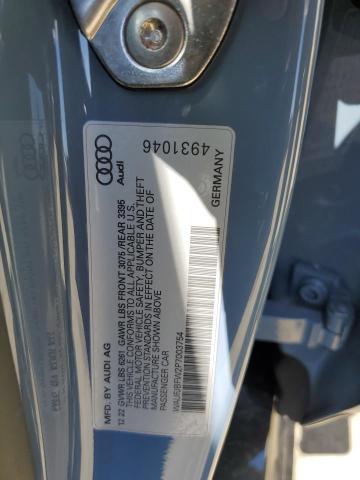 Audi
4931046
MFD. BY AUDI AG
12.22 GVWR LBS 6261 GAWR LBS FRONT 3075 /REAR 3395
THIS VEHICLE CONFORMS TO ALL APPLICABLE U.S.
FEDERAL MOTOR VEHICLE SAFETY, BUMPER AND THEFT
PREVENTION STANDARDS IN EFFECT ON THE DATE OF
MANUFACTURE SHOWN ABOVE.
PASSENGER CAR
GERMANY